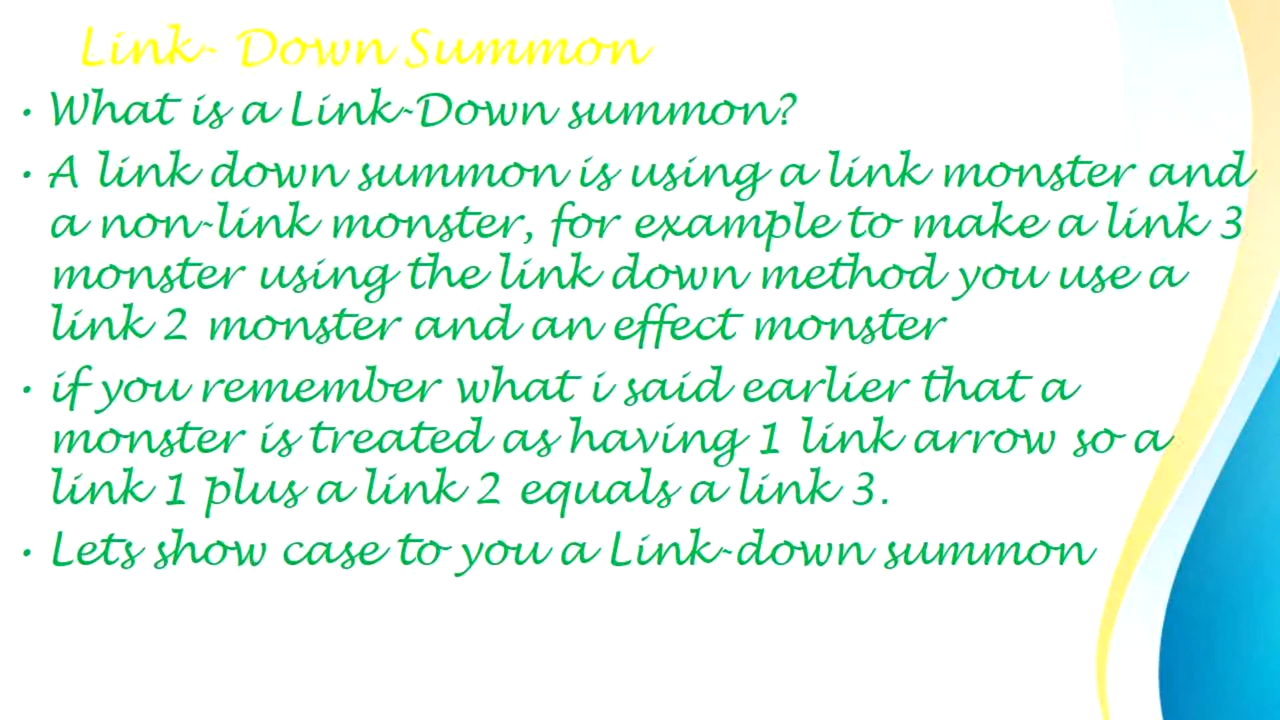 Link- Down Summon
• What is a Link-Down summon?
• A link down summon is using a link monster and
a non-link monster, for example to make a link 3
monster using the link down method you use a
link 2 monster and an effect monster
• if you remember what i said earlier that a
monster is treated as having 1 link arrow so a
link 1 plus a link 2 equals a link 3.
• Lets show case to you a Link-down summon